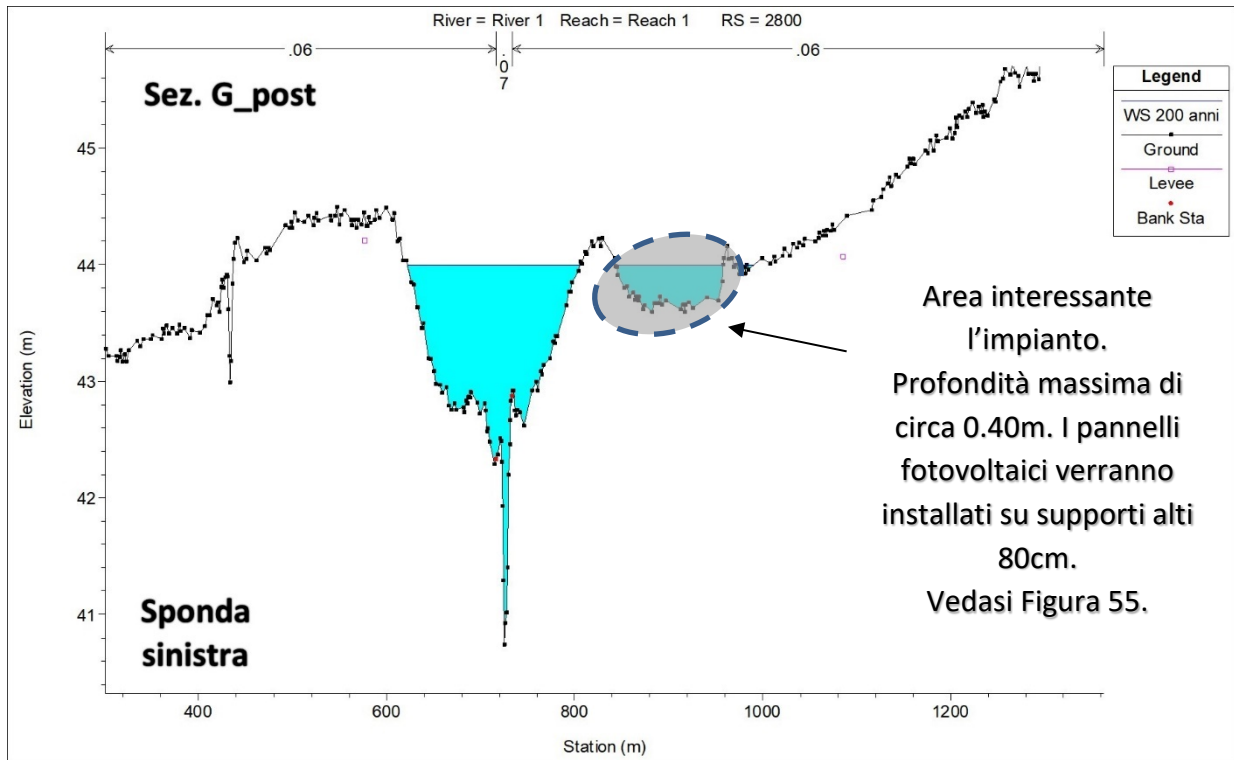 River = River 1 Reach = Reach 1 RS = 2800
.06
.07
.06
Sez. G_post
Legend
WS 200 anni
Ground
Levee
Bank Sta
45
44
43
42
41
Elevation (m)
Area interessante
l’impianto.
Profondità massima di
circa 0.40m. I pannelli
fotovoltaici verranno
installati su supporti alti
80cm.
Vedasi Figura 55.
Sponda
sinistra
400 600 800 1000 1200
Station (m)